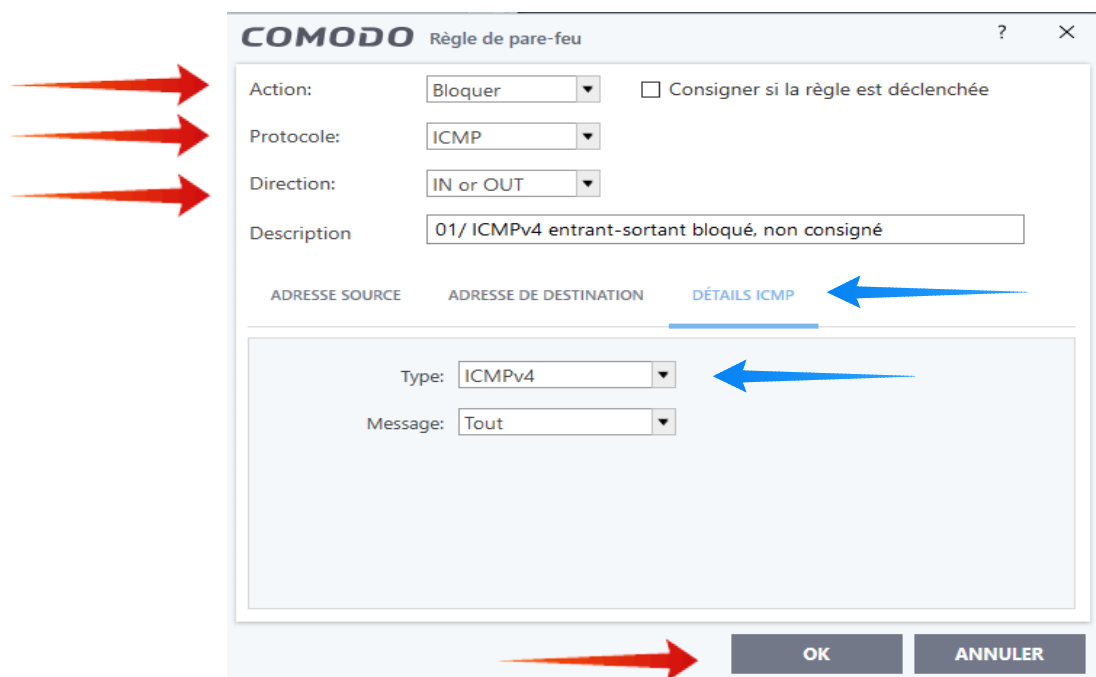 COMODO Règle de pare-feu ? ×
Action: Bloquer Consigner si la règle est déclenchée
Protocole: ICMP
Direction: IN or OUT
Description 01/ ICMPv4 entrant-sortant bloqué, non consigné
ADRESSE SOURCE ADRESSE DE DESTINATION DÉTAILS ICMP
Type: ICMPv4
Message: Tout
OK ANNULER